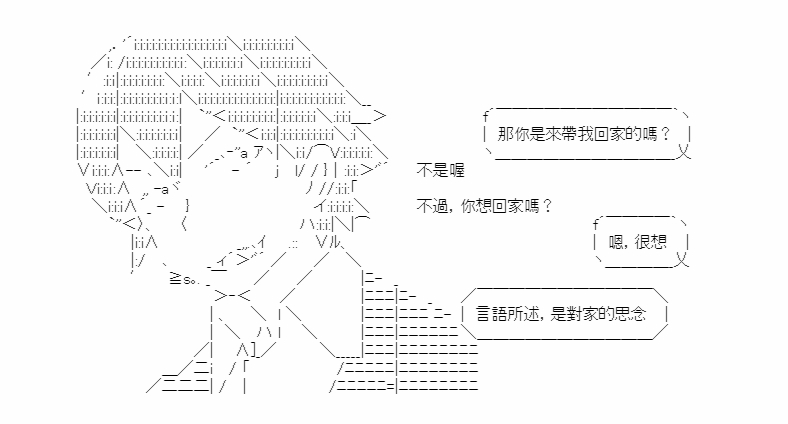 那你是來帶我回家的嗎？
不是喔
不過，你想回家嗎？
嗯，很想
言語所述，是對家的思念